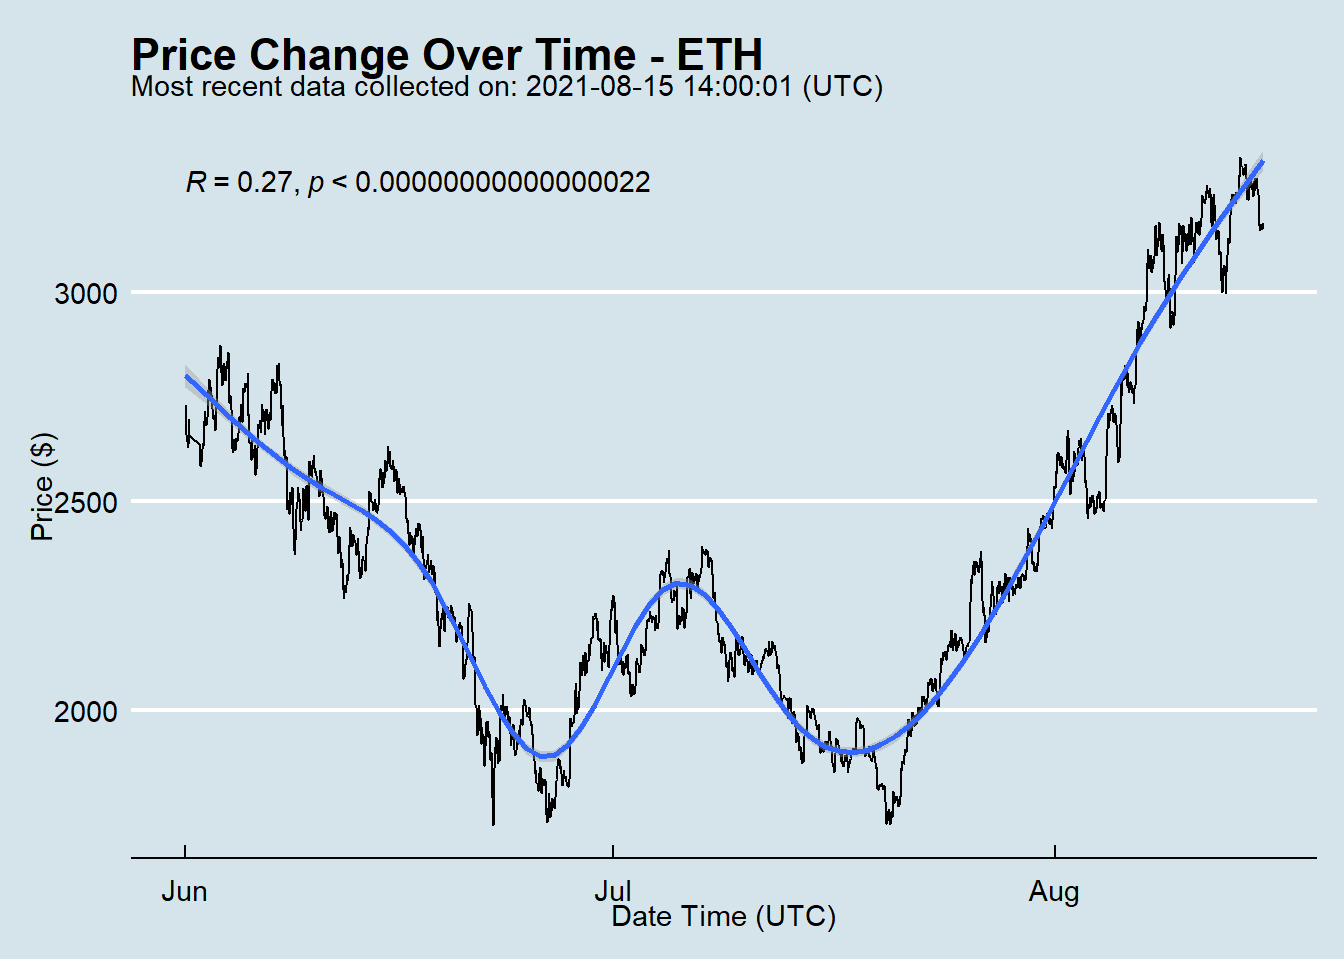 Price Change Over Time - ETH
Most recent data collected on: 2021-08-15 14:00:01 (UTC)
R = 0.27, p < 0.00000000000000022
Price ($)
3000
2500
2000
Jun
Jul
Aug
Date Time (UTC)